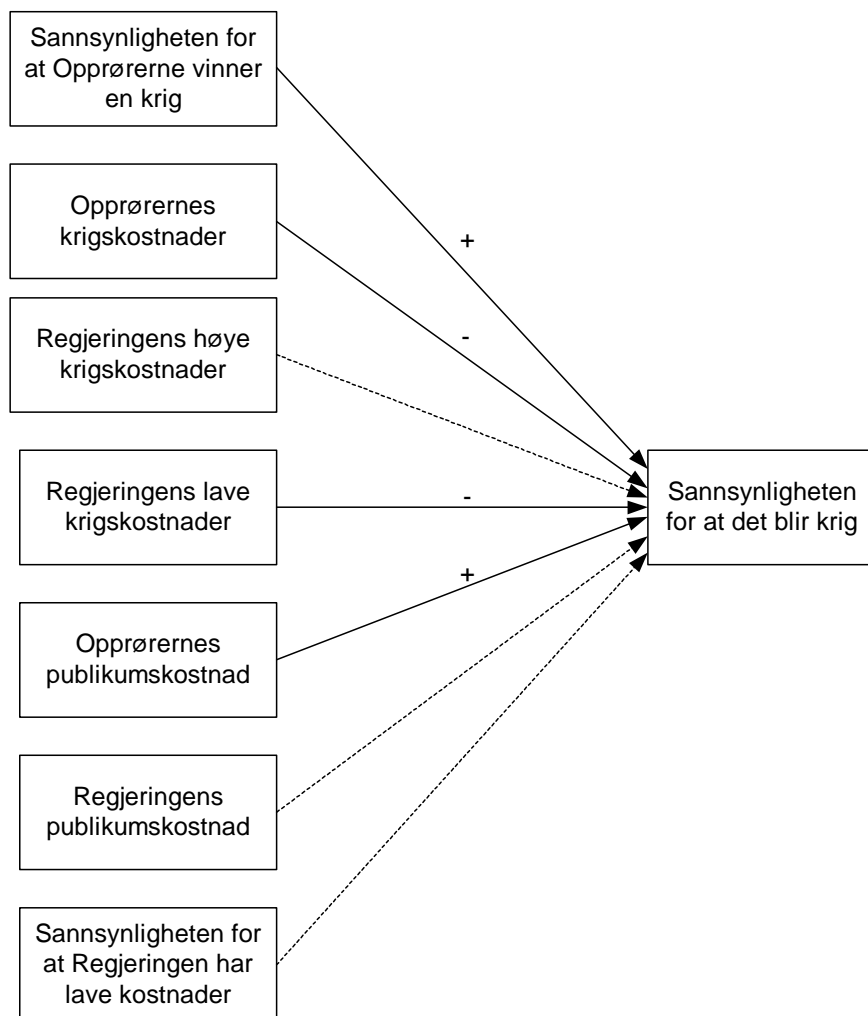 Sannsynligheten for
at Opprørerne vinner
en krig
Opprørernes
krigskostnader
+
Regjeringens høye
krigskostnader
-
Regjeringens lave
krigskostnader
-
Sannsynligheten
for at det blir krig
+
Opprørernes
publikumskostnad
Regjeringens
publikumskostnad
Sannsynligheten for
at Regjeringen har
lave kostnader